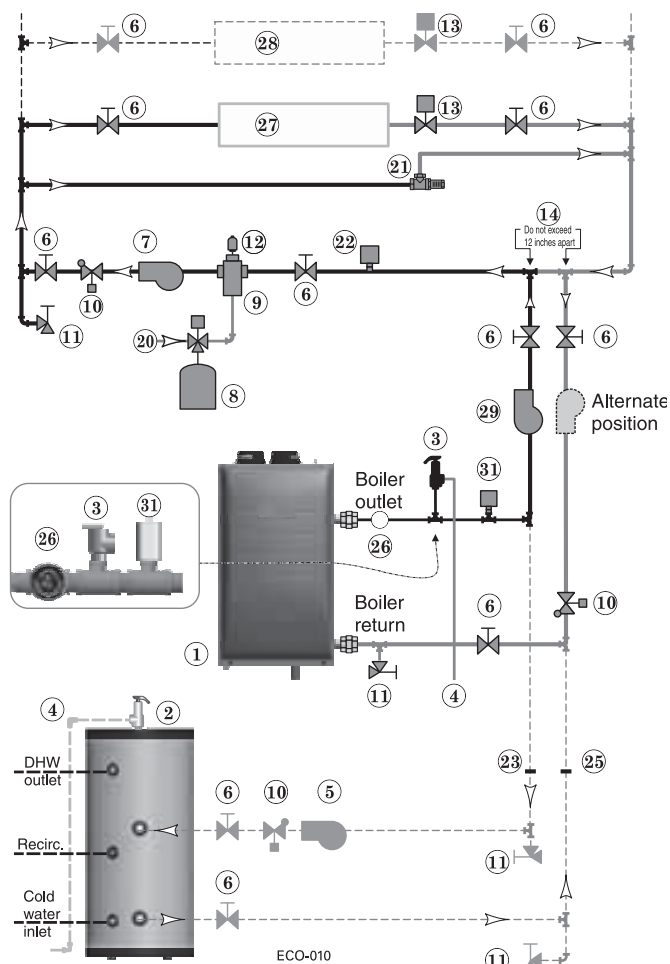 6
28
13
6
6
27
13
6
21
14
Do not exceed
12 inches apart
6
7
12
22
10
9
6
11
20
8
6
6
29
Alternate
position
3
31
Boiler
outlet
26
3
31
26
Boiler
return
6
10
1
11
4
4
2
23
25
DHW
outlet
6
10
5
Recirc.
11
6
Cold
water
inlet
ECO-010
11